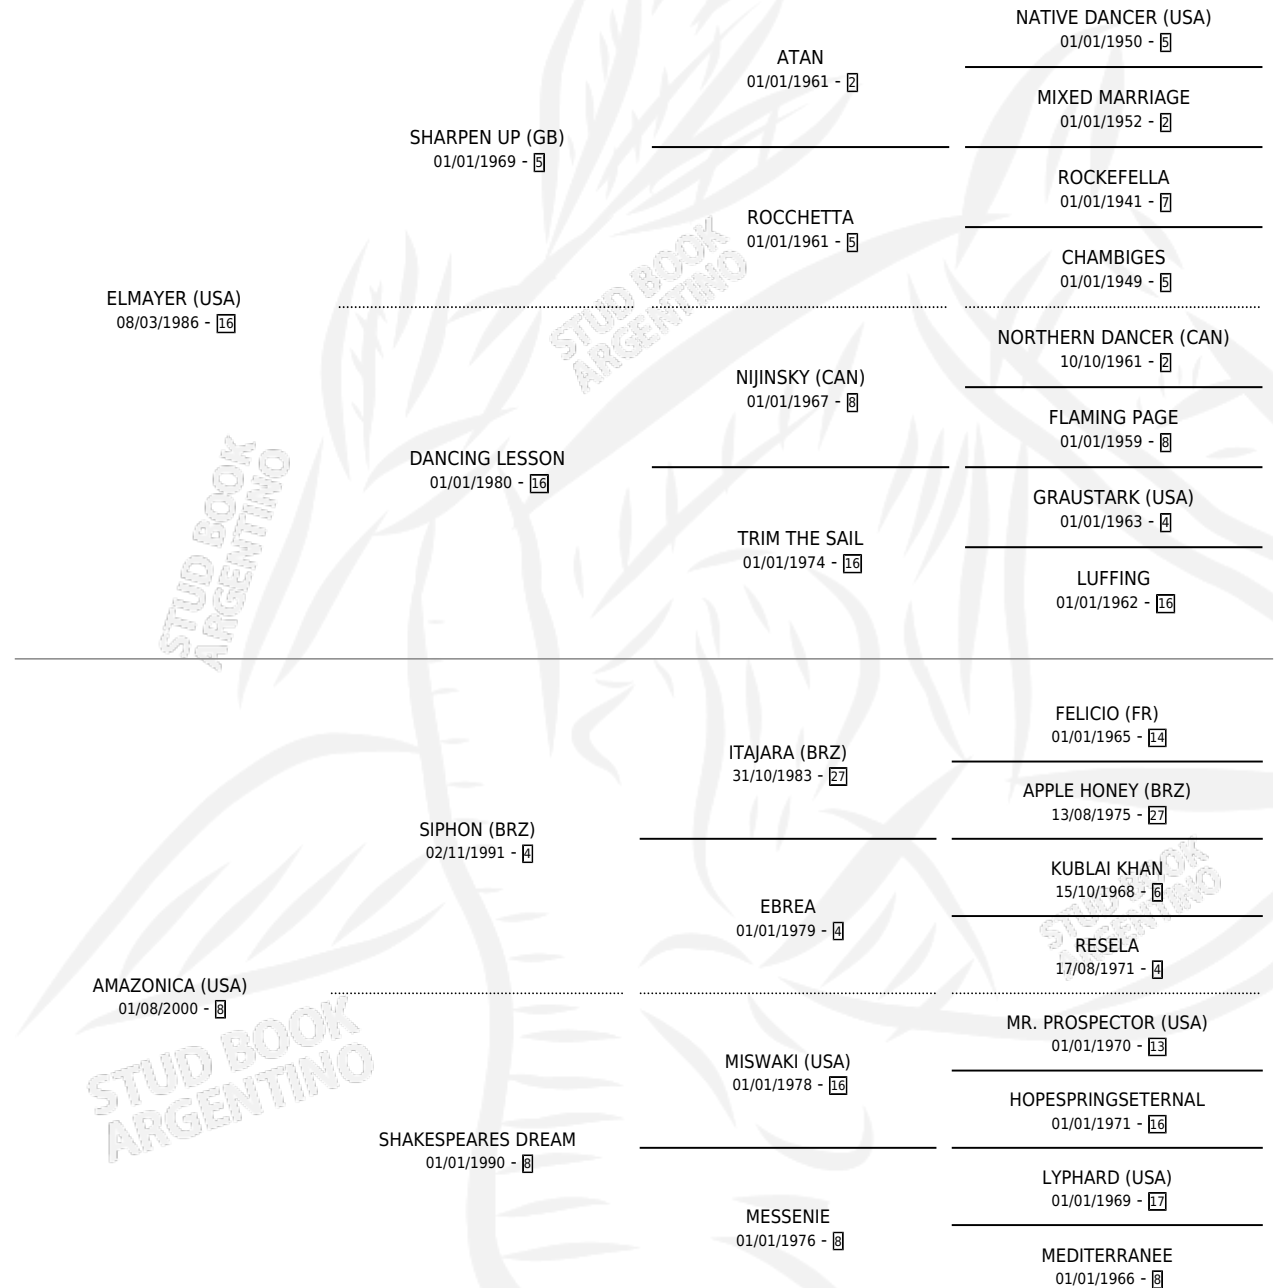 NATIVE DANCER (USA)
01/01/1950 - 5
ATAN
01/01/1961 - 2
MIXED MARRIAGE
01/01/1952 - 2
SHARPEN UP (GB)
01/01/1969 - 5
ROCKEFELLA
01/01/1941 - 7
ROCCHETTA
01/01/1961 - 5
CHAMBIGES
01/01/1949 - 5
STUD BOOK
ARGENTINO
ELMAYER (USA)
08/03/1986 - 16
NORTHERN DANCER (CAN)
10/10/1961 - 2
NIJINSKY (CAN)
01/01/1967 - 8
FLAMING PAGE
01/01/1959 - 8
DANCING LESSON
01/01/1980 - 16
GRAUSTARK (USA)
01/01/1963 - 4
TRIM THE SAIL
01/01/1974 - 16
LUFFING
01/01/1962 - 16
STUD BOOK
ARGENTINO
FELICIO (FR)
01/01/1965 - 14
ITAJARA (BRZ)
31/10/1983 - 27
APPLE HONEY (BRZ)
13/08/1975 - 27
SIPHON (BRZ)
02/11/1991 - 4
KUBLAI KHAN
15/10/1968 - 6
EBREA
01/01/1979 - 4
RESELA
17/08/1971 - 4
STUD BOOK
ARGENTINO
AMAZONICA (USA)
01/08/2000 - 8
MR. PROSPECTOR (USA)
01/01/1970 - 13
MISWAKI (USA)
01/01/1978 - 16
HOPESPRINGSETERNAL
01/01/1971 - 16
SHAKESPEARES DREAM
01/01/1990 - 8
LYPHARD (USA)
01/01/1969 - 17
MESSENIE
01/01/1976 - 8
MEDITERRANEE
01/01/1966 - 8
STUD BOOK
ARGENTINO